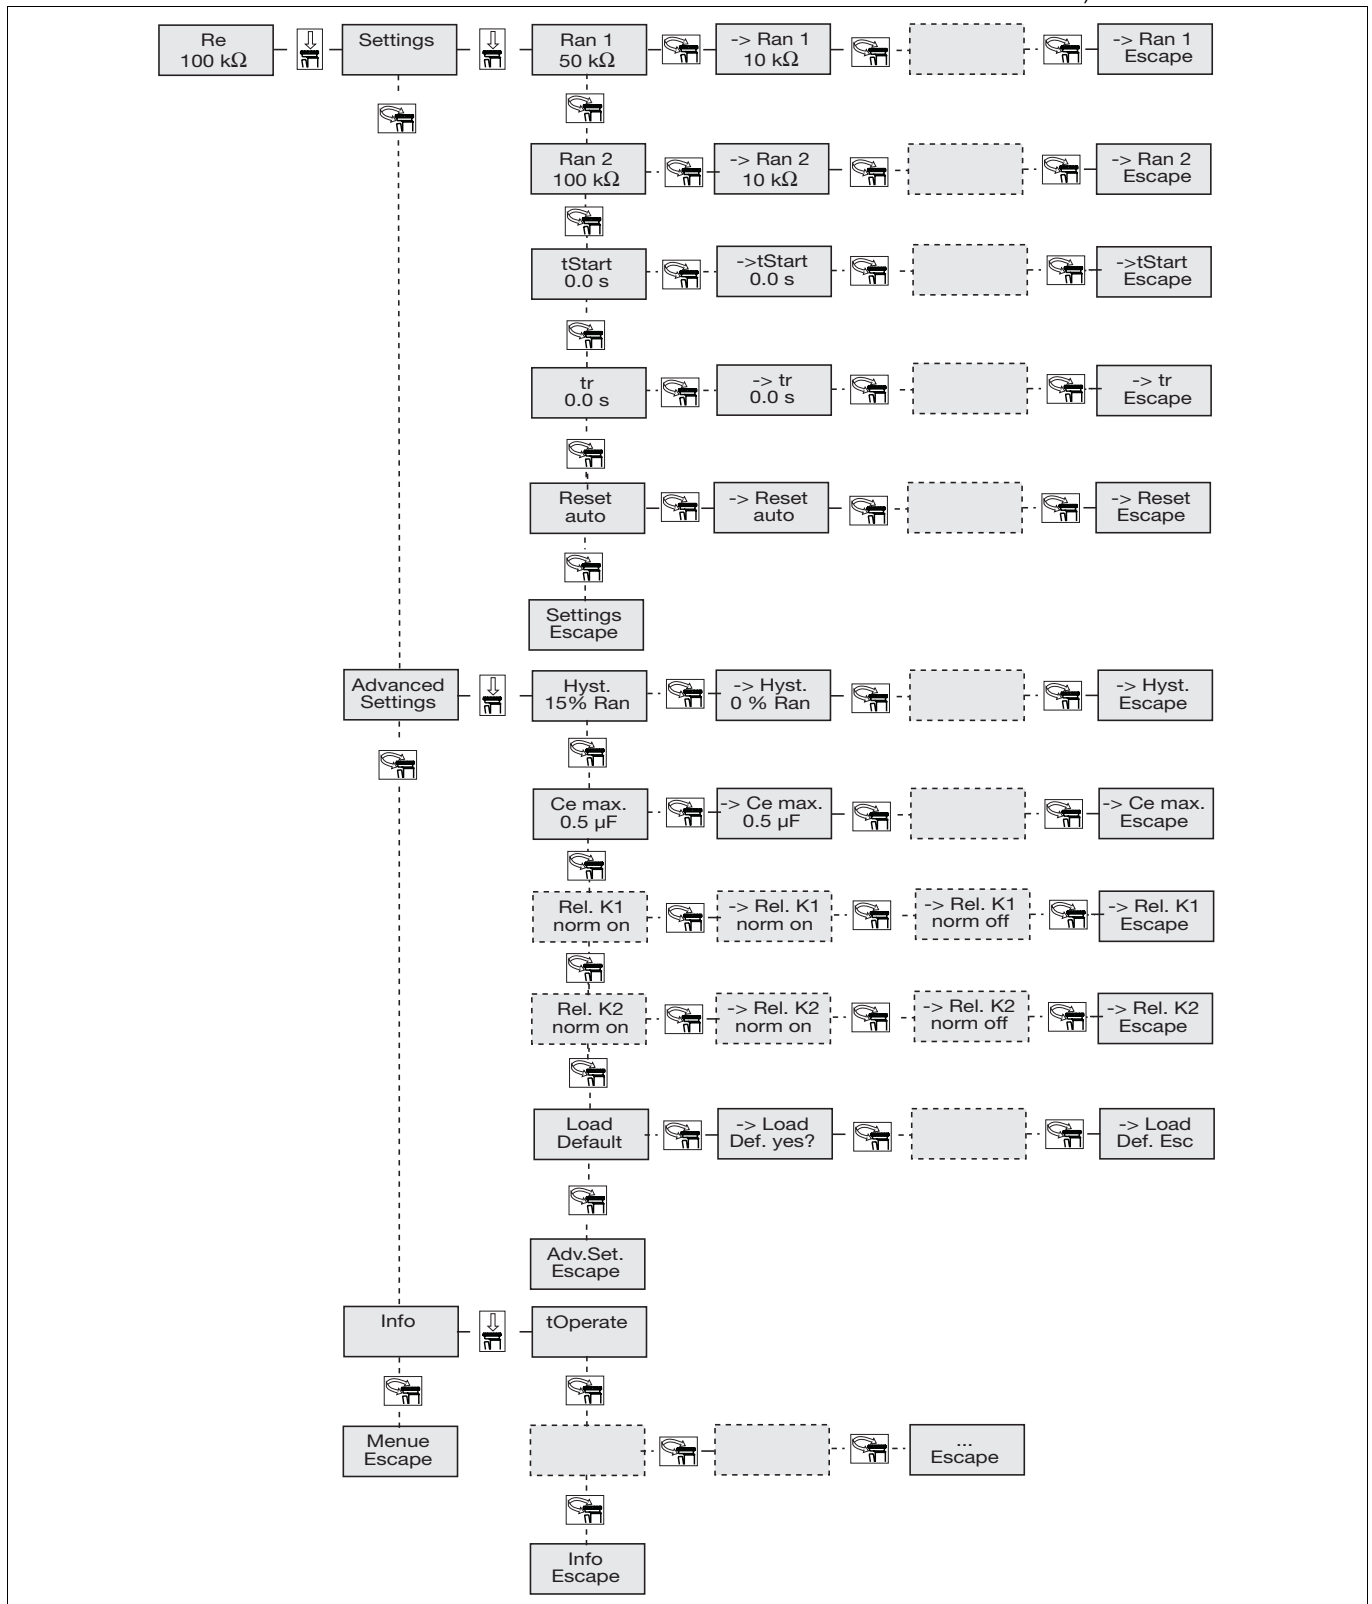 Re
100 kΩ
Settings
Ran 1
50 kΩ
-> Ran 1
10 kΩ
-> Ran 1
Escape
Ran 2
100 kΩ
-> Ran 2
10 kΩ
-> Ran 2
Escape
tStart
0.0 s
->tStart
0.0 s
->tStart
Escape
tr
0.0 s
-> tr
0.0 s
-> tr
Escape
Reset
auto
-> Reset
auto
-> Reset
Escape
Settings
Escape
Advanced
Settings
Hyst.
15% Ran
-> Hyst.
0 % Ran
-> Hyst.
Escape
Ce max.
0.5 µF
-> Ce max.
0.5 µF
-> Ce max.
Escape
Rel. K1
norm on
-> Rel. K1
norm on
-> Rel. K1
norm off
-> Rel. K1
Escape
Rel. K2
norm on
-> Rel. K2
norm on
-> Rel. K2
norm off
-> Rel. K2
Escape
Load
Default
-> Load
Def. yes?
-> Load
Def. Esc
Adv.Set.
Escape
Info
tOperate
Menue
Escape
...
Escape
Info
Escape